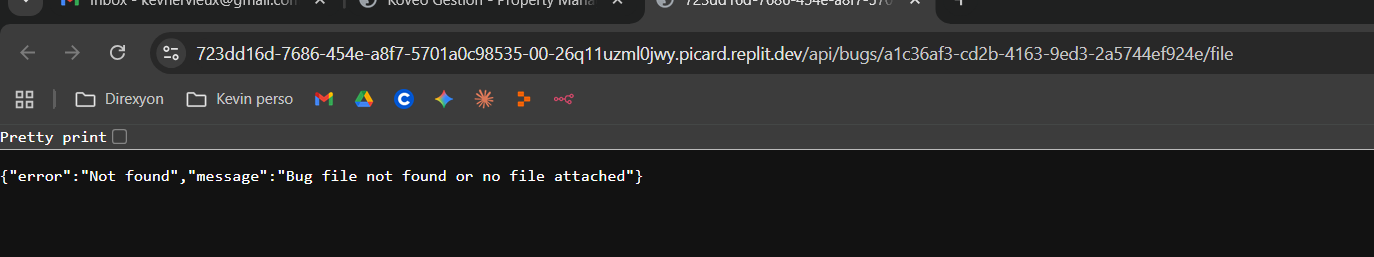 Inbox - kevhervieux@gmail.com
Koveo Gestion - Property Mana
723dd16d-7686-454e-a8f7-570
723dd16d-7686-454e-a8f7-5701a0c98535-00-26q11uzml0jwy.picard.replit.dev/api/bugs/a1c36af3-cd2b-4163-9ed3-2a5744ef924e/file
Direxyon
Kevin perso
Pretty print
{"error":"Not found","message":"Bug file not found or no file attached"}